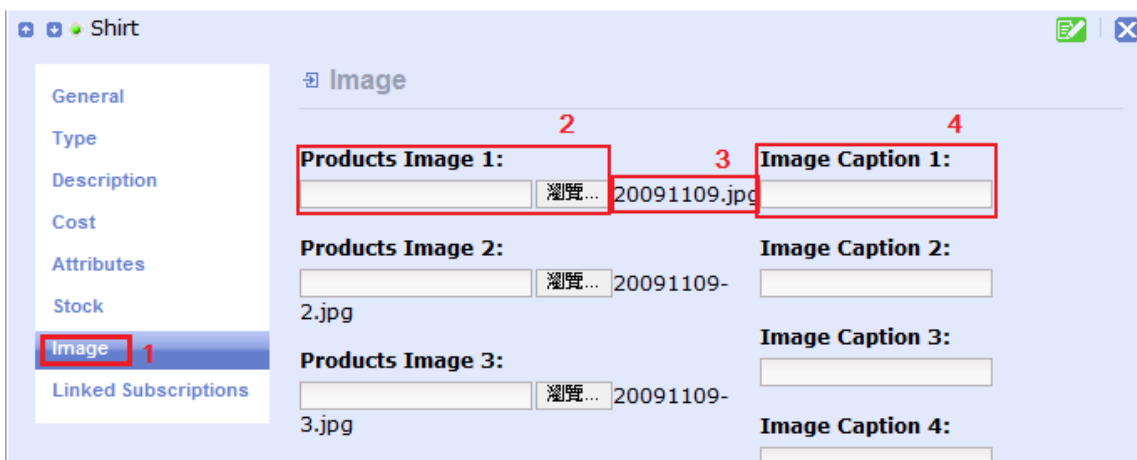 Shirt
General
Type
Description
Cost
Attributes
Stock
Image 1
Linked Subscriptions
Image
2 4
Products Image 1: 3 Image Caption 1:
瀏覽... 20091109.jpg
Products Image 2: Image Caption 2:
瀏覽... 20091109-
2.jpg
Image Caption 3:
Products Image 3:
瀏覽... 20091109-
3.jpg Image Caption 4: